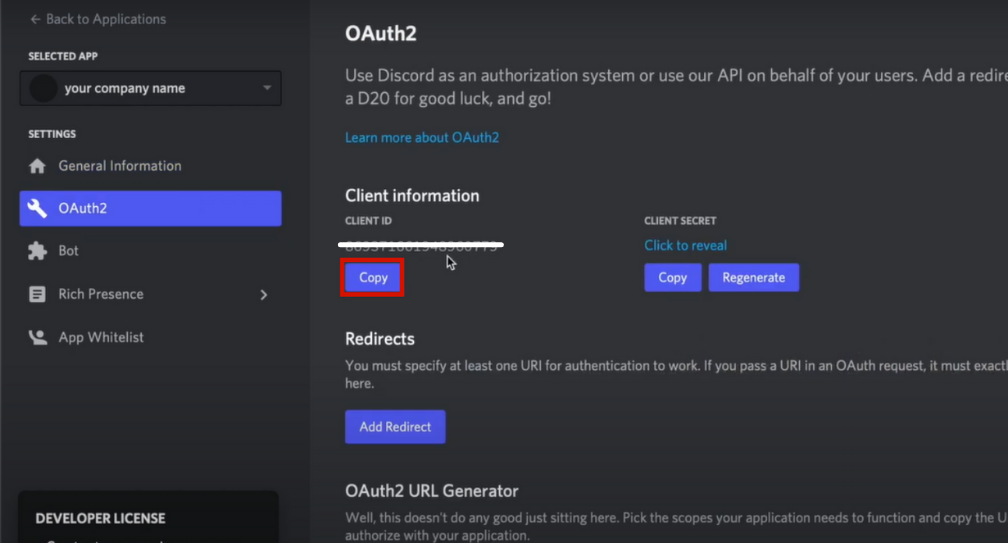 ← Back to Applications
SELECTED APP
your company name
SETTINGS
General Information
OAuth2
Bot
Rich Presence
App Whitelist
DEVELOPER LICENSE
OAuth2
Use Discord as an authorization system or use our API on behalf of your users. Add a redire
a D20 for good luck, and go!
Learn more about OAuth2
Client information
CLIENT ID
Copy
CLIENT SECRET
Click to reveal
Copy
Regenerate
Redirects
You must specify at least one URI for authentication to work. If you pass a URI in an OAuth request, it must exactl
here.
Add Redirect
OAuth2 URL Generator
Well, this doesn't do any good just sitting here. Pick the scopes your application needs to function and copy the U
authorize with your application.